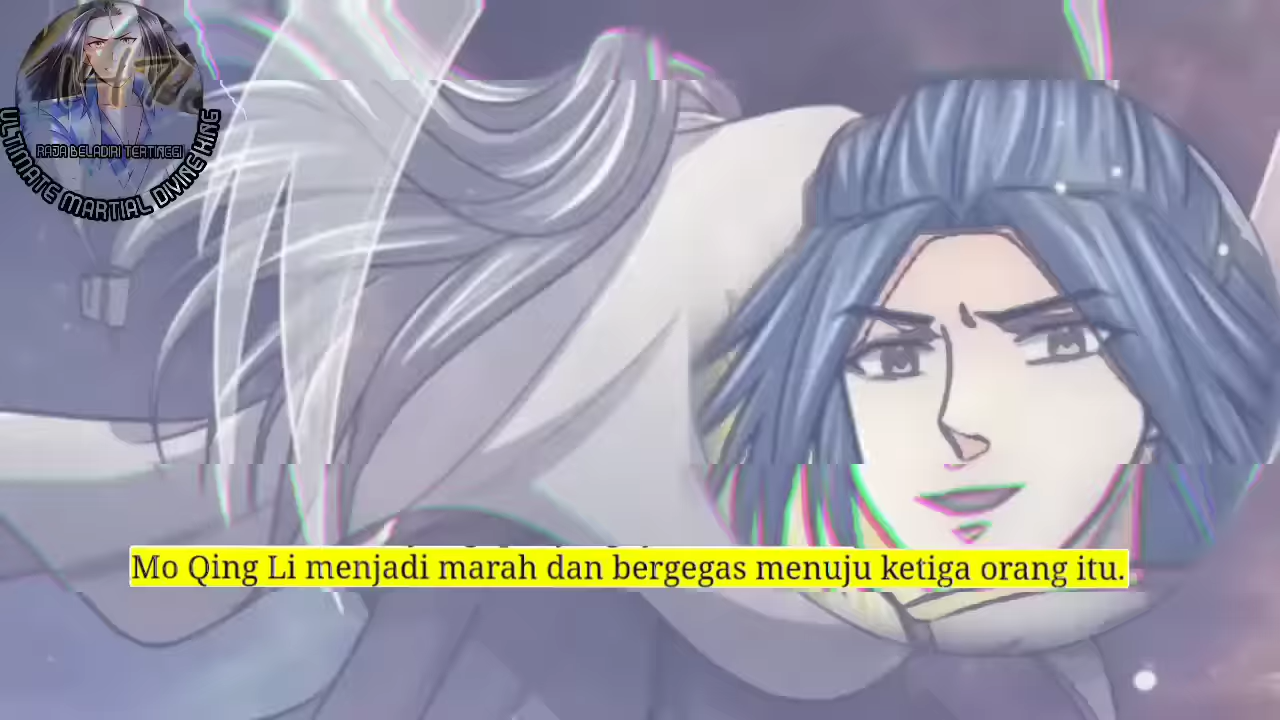 RAJA BELADIRI TERTINGGI
ULTIMATE MARTIAL DIVINE KING
Mo Qing Li menjadi marah dan bergegas menuju ketiga orang itu.